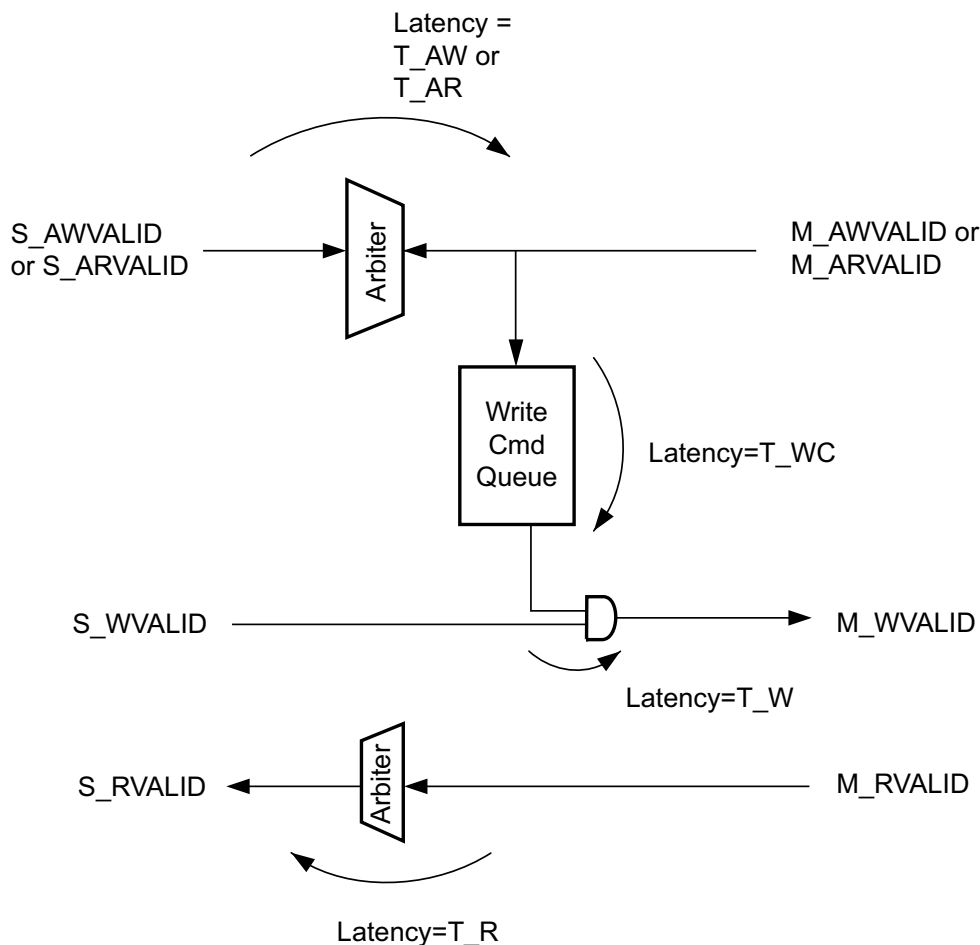 Latency =
T_AW or
T_AR
S_AWVALID
or S_ARVALID
Arbiter
M_AWVALID or
M_ARVALID
Write
Cmd
Queue
Latency=T_WC
S_WVALID
M_WVALID
Latency=T_W
S_RVALID
Arbiter
M_RVALID
Latency=T_R